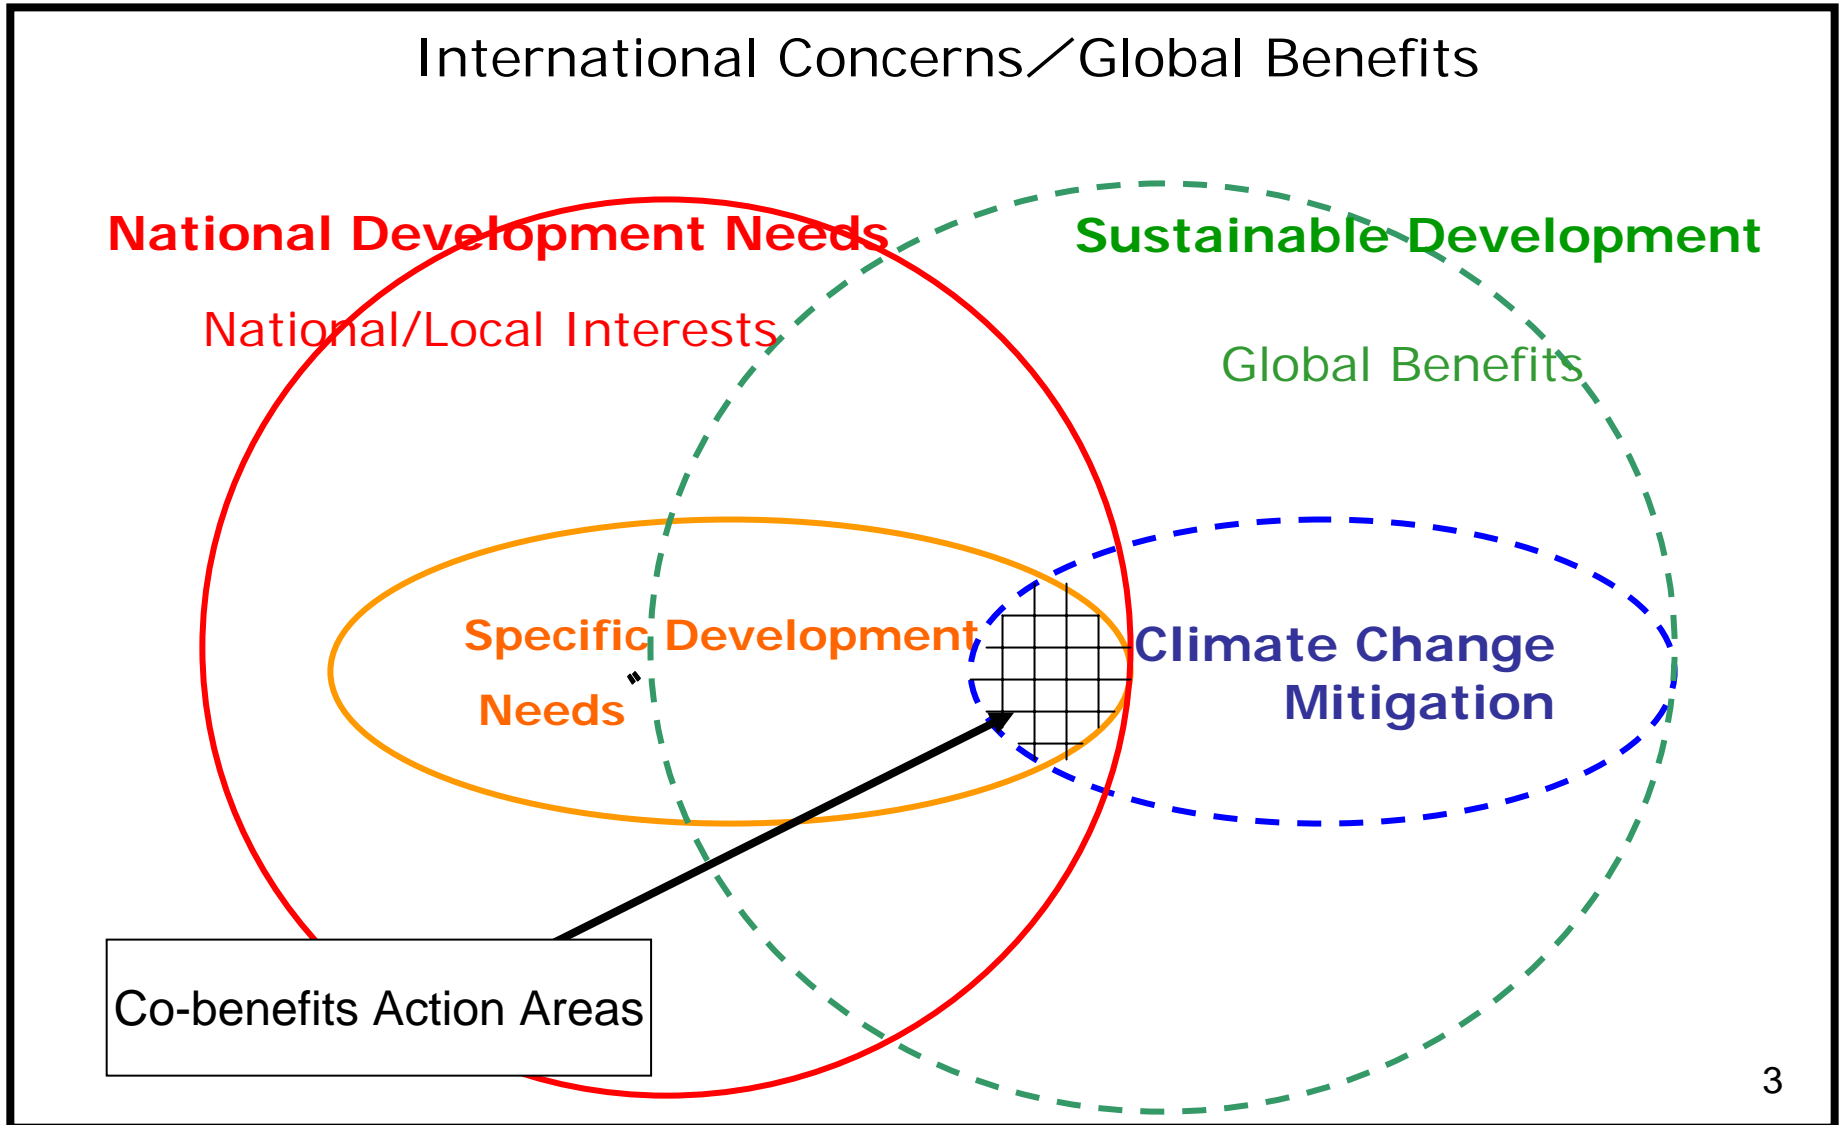 International Concerns／Global Benefits
National Development Needs
Sustainable Development
National/Local Interests
Global Benefits
Specific Development
Needs
Climate Change
Mitigation
Co-benefits Action Areas
3